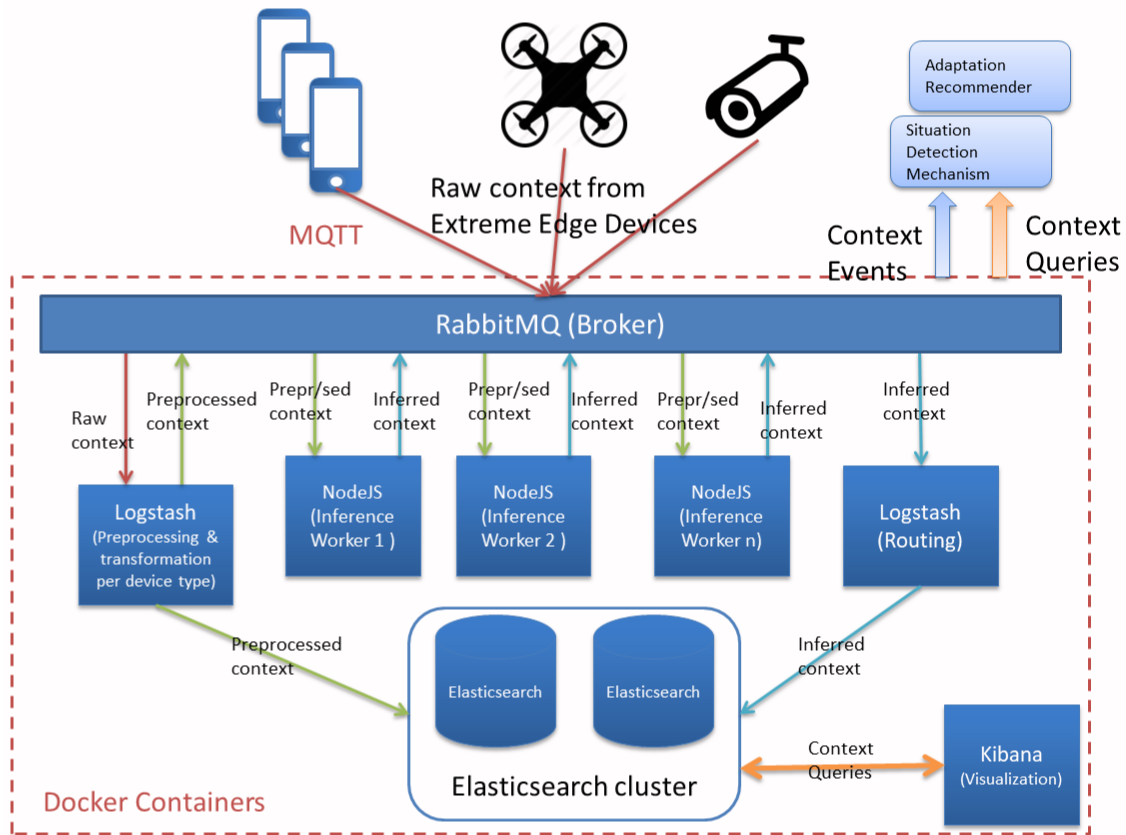 Adaptation
Recommender
Situation
Detection
Mechanism
Raw context from
Extreme Edge Devices
MQTT
Context
Events
Context
Queries
RabbitMQ (Broker)
Raw
context
Preprocessed
context
Prepr/sed
context
Inferred
context
Prepr/sed
context
Inferred
context
Prepr/sed
context
Inferred
context
Inferred
context
Logstash
(Preprocessing &
transformation
per device type)
NodeJS
(Inference
Worker 1 )
NodeJS
(Inference
Worker 2 )
NodeJS
(Inference
Worker n)
Logstash
(Routing)
Preprocessed
context
Elasticsearch
Elasticsearch
Elasticsearch cluster
Inferred
context
Context
Queries
Kibana
(Visualization)
Docker Containers